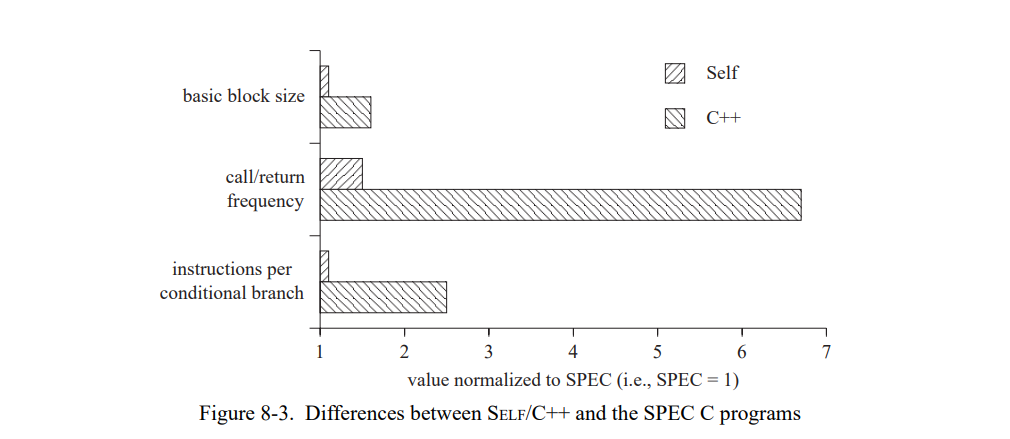 basic block size
call/return
frequency
instructions per
conditional branch
Self
C++
1 2 3 4 5 6 7
value normalized to SPEC (i.e., SPEC = 1)
Figure 8-3. Differences between SELF/C++ and the SPEC C programs